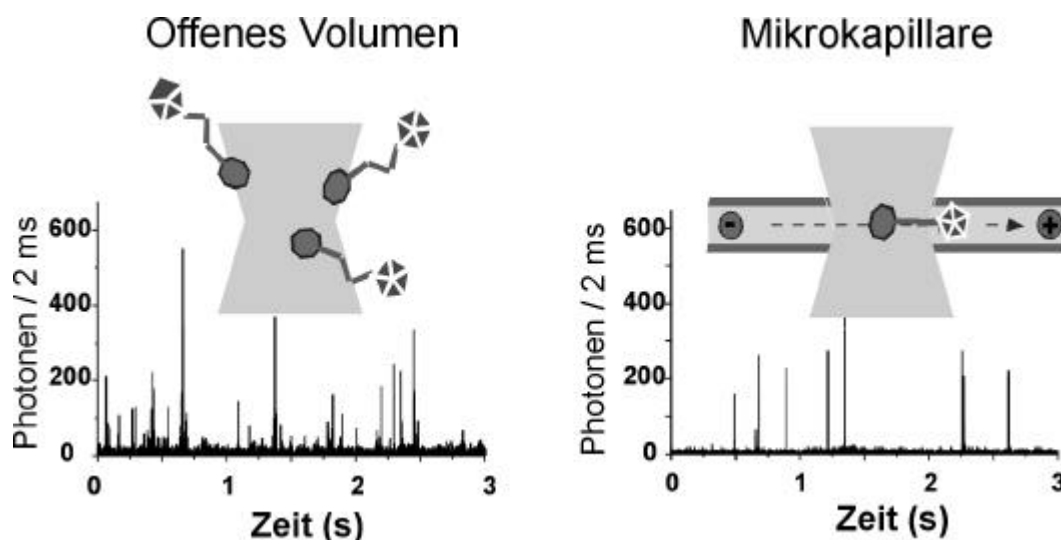 Offenes Volumen
Photonen / 2 ms
600
400
200
0
0 1 2 3
Zeit (s)
Mikrokapillare
Photonen / 2 ms
600
400
200
0
- +
0 1 2 3
Zeit (s)